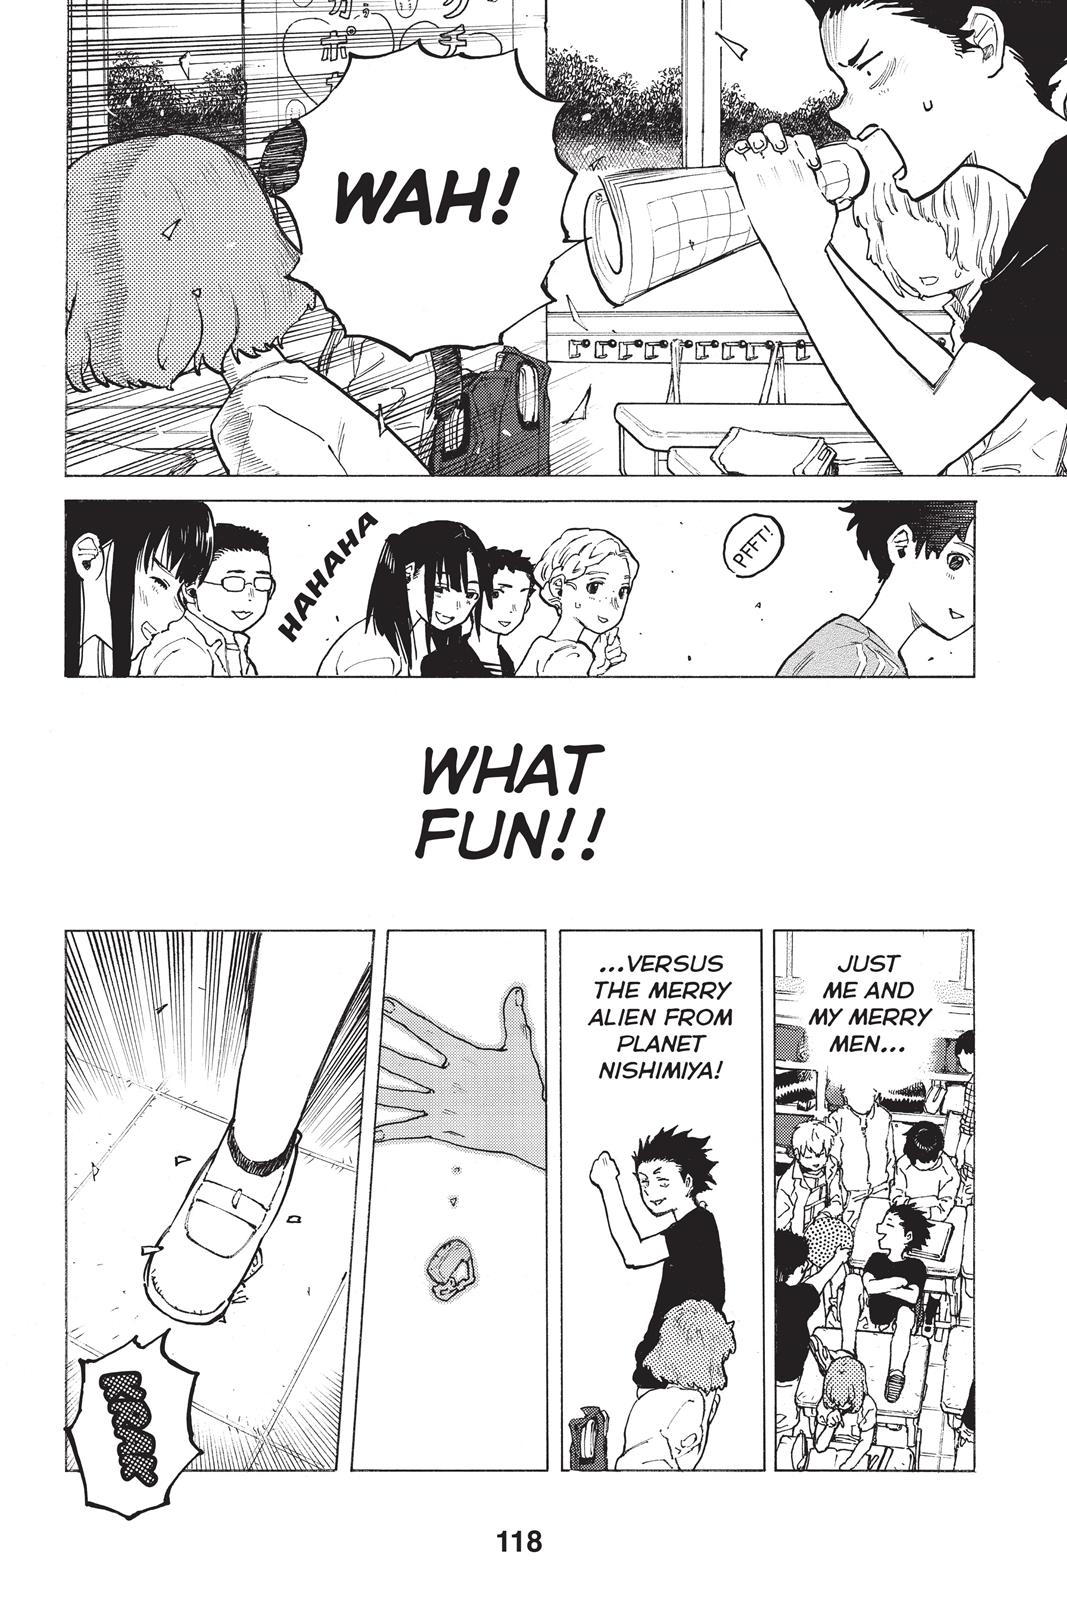 WAH!
HAHAHA
PFFT!
WHAT
FUN!!
JUST
ME AND
MY MERRY
MEN...
...VERSUS
THE MERRY
ALIEN FROM
PLANET
NISHIMIYA!
118